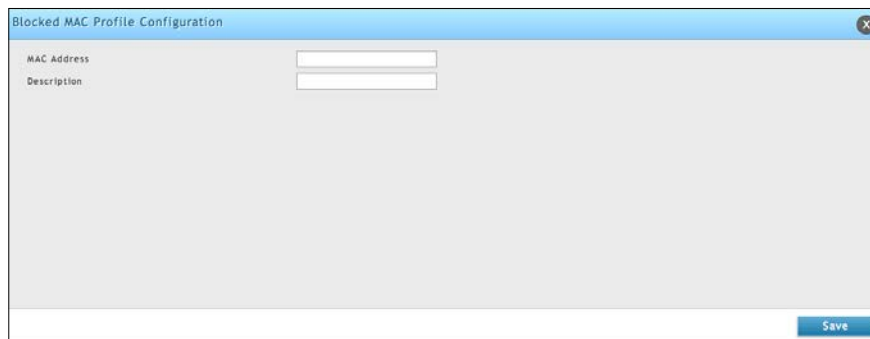 Blocked MAC Profile Configuration
X
MAC Address
Description
Save